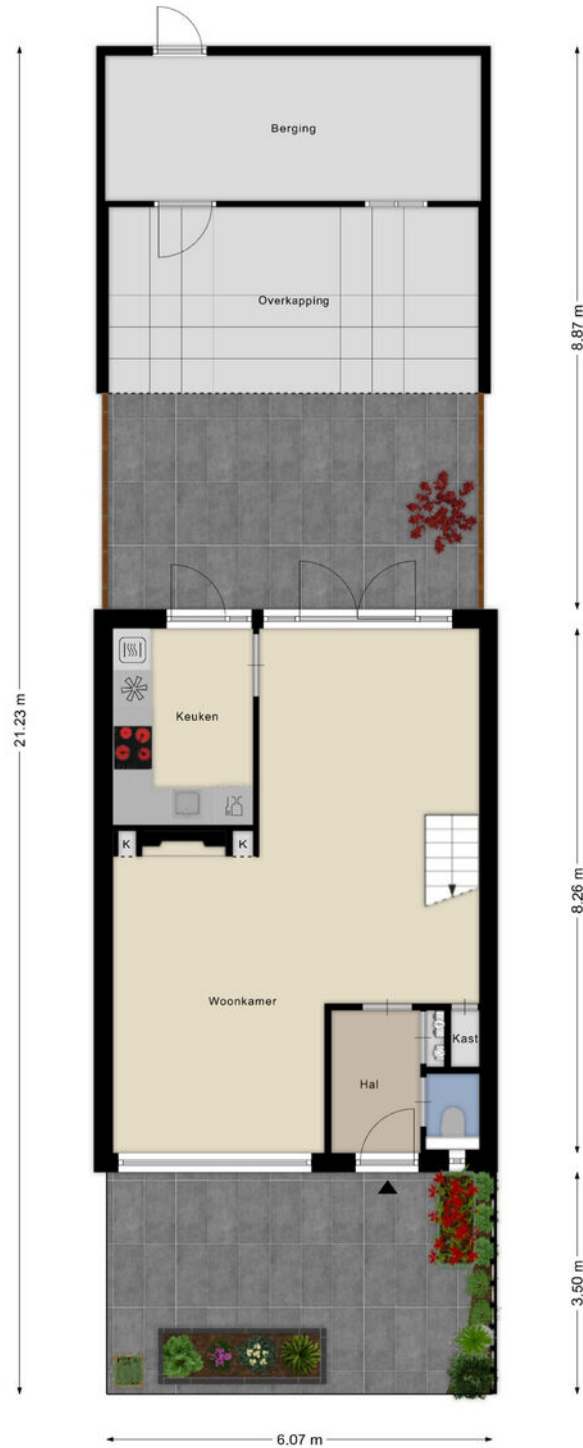 Berging
Overkapping
8.87 m
21.23 m
Keuken
K
K
8.26 m
Woonkamer
Kast
Hal
3.50 m
6.07 m